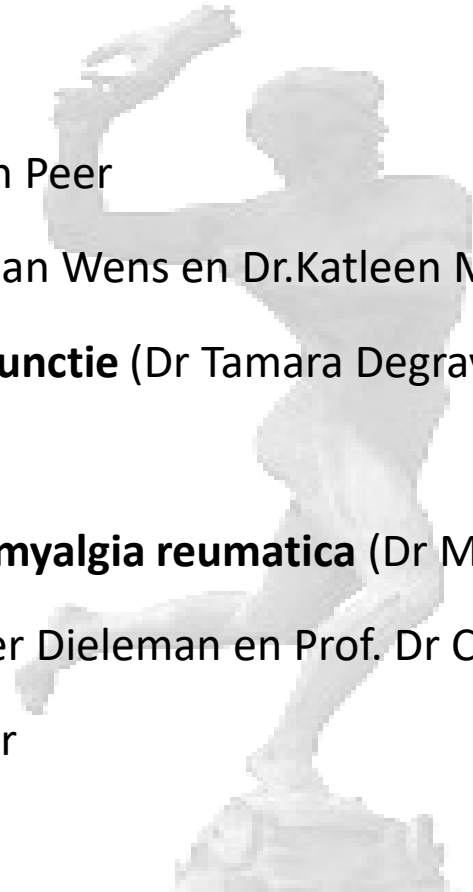 n Peer
an Wens en Dr.Katleen M
unctie (Dr Tamara Degrav
myalgia reumatica (Dr M
er Dieleman en Prof. Dr C
r